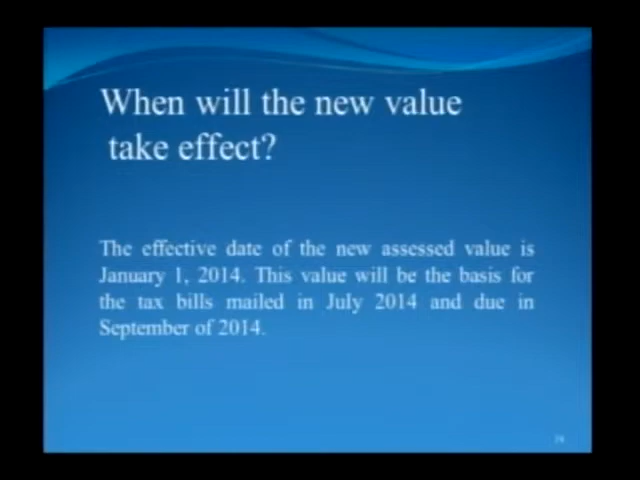 When will the new value
take effect?
The effective date of the new assessed value is
January 1, 2014. This value will be the basis for
the tax bills mailed in July 2014 and due in
September of 2014.